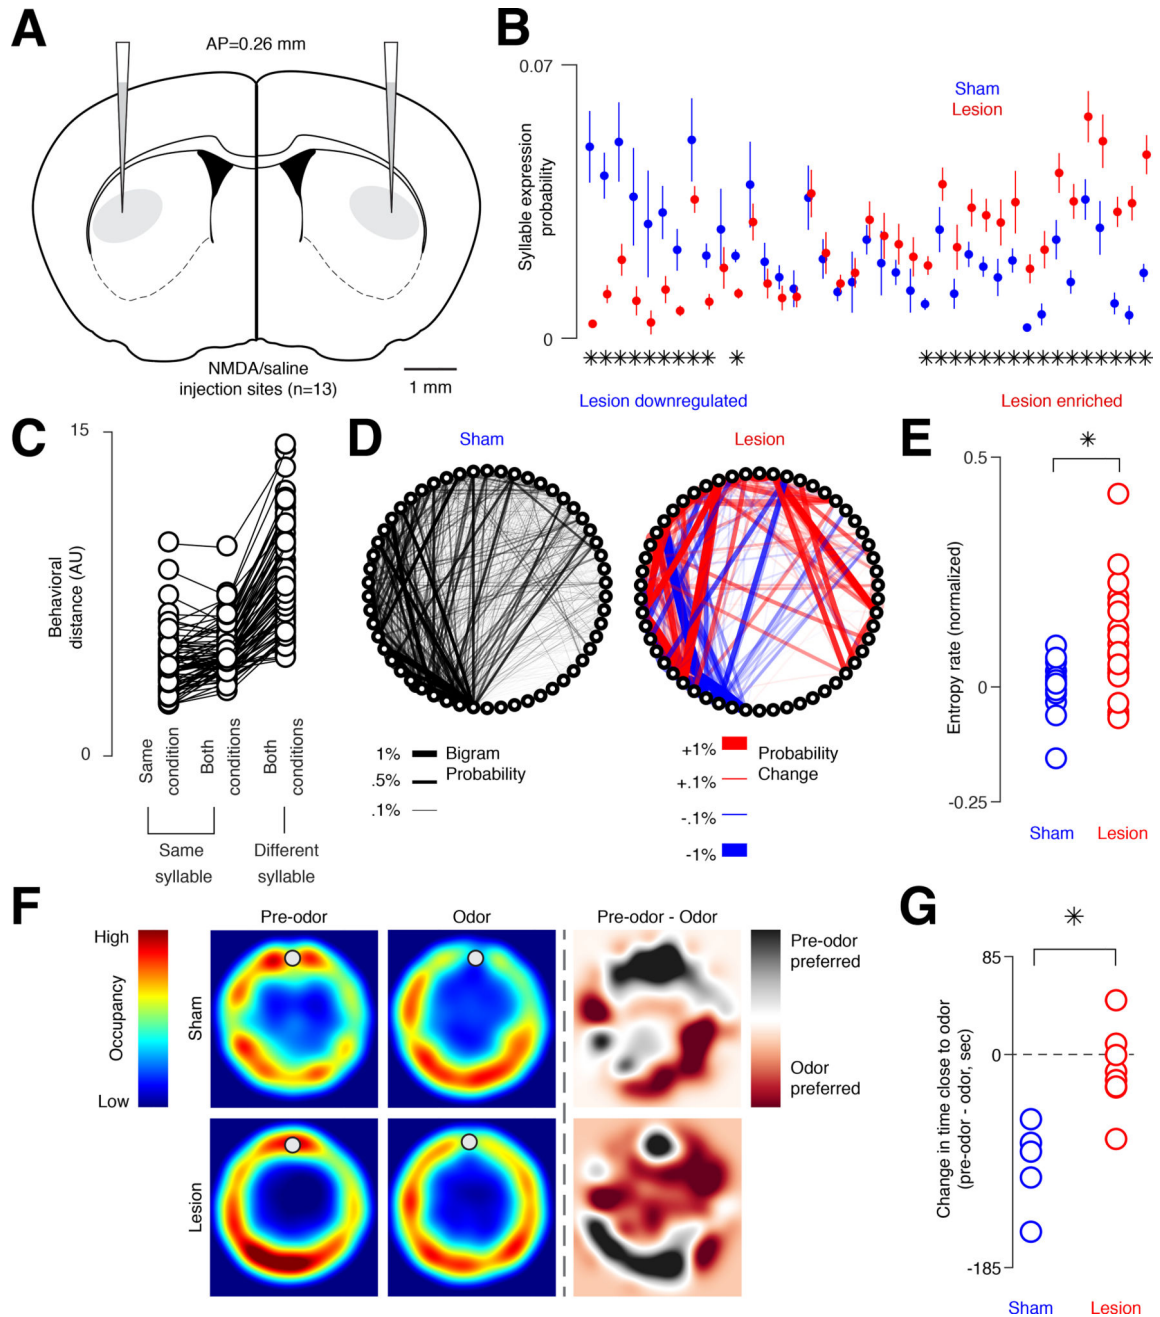 A
AP=0.26 mm
NMDA/saline
injection sites (n=13)
1 mm
B
0.07
Syllable expression
probability
0
Sham
Lesion
∗∗∗∗∗∗∗∗∗ ∗ ∗∗∗∗∗∗∗∗∗∗∗∗∗∗∗∗
Lesion downregulated
Lesion enriched
C
15
Behavioral
distance (AU)
0
Same
condition
Both
conditions
Both
conditions
Same
syllable
Different
syllable
D
Sham
Lesion
1%
.5%
.1%
Bigram
Probability
+1%
+.1%
-.1%
-1%
Probability
Change
E
∗
0.5
Entropy rate (normalized)
0
-0.25
Sham
Lesion
F
Pre-odor
Odor
Pre-odor - Odor
High
Occupancy
Low
Sham
Lesion
Pre-odor
preferred
Odor
preferred
G
∗
85
0
Change in time close to odor
(pre-odor - odor, sec)
-185
Sham
Lesion